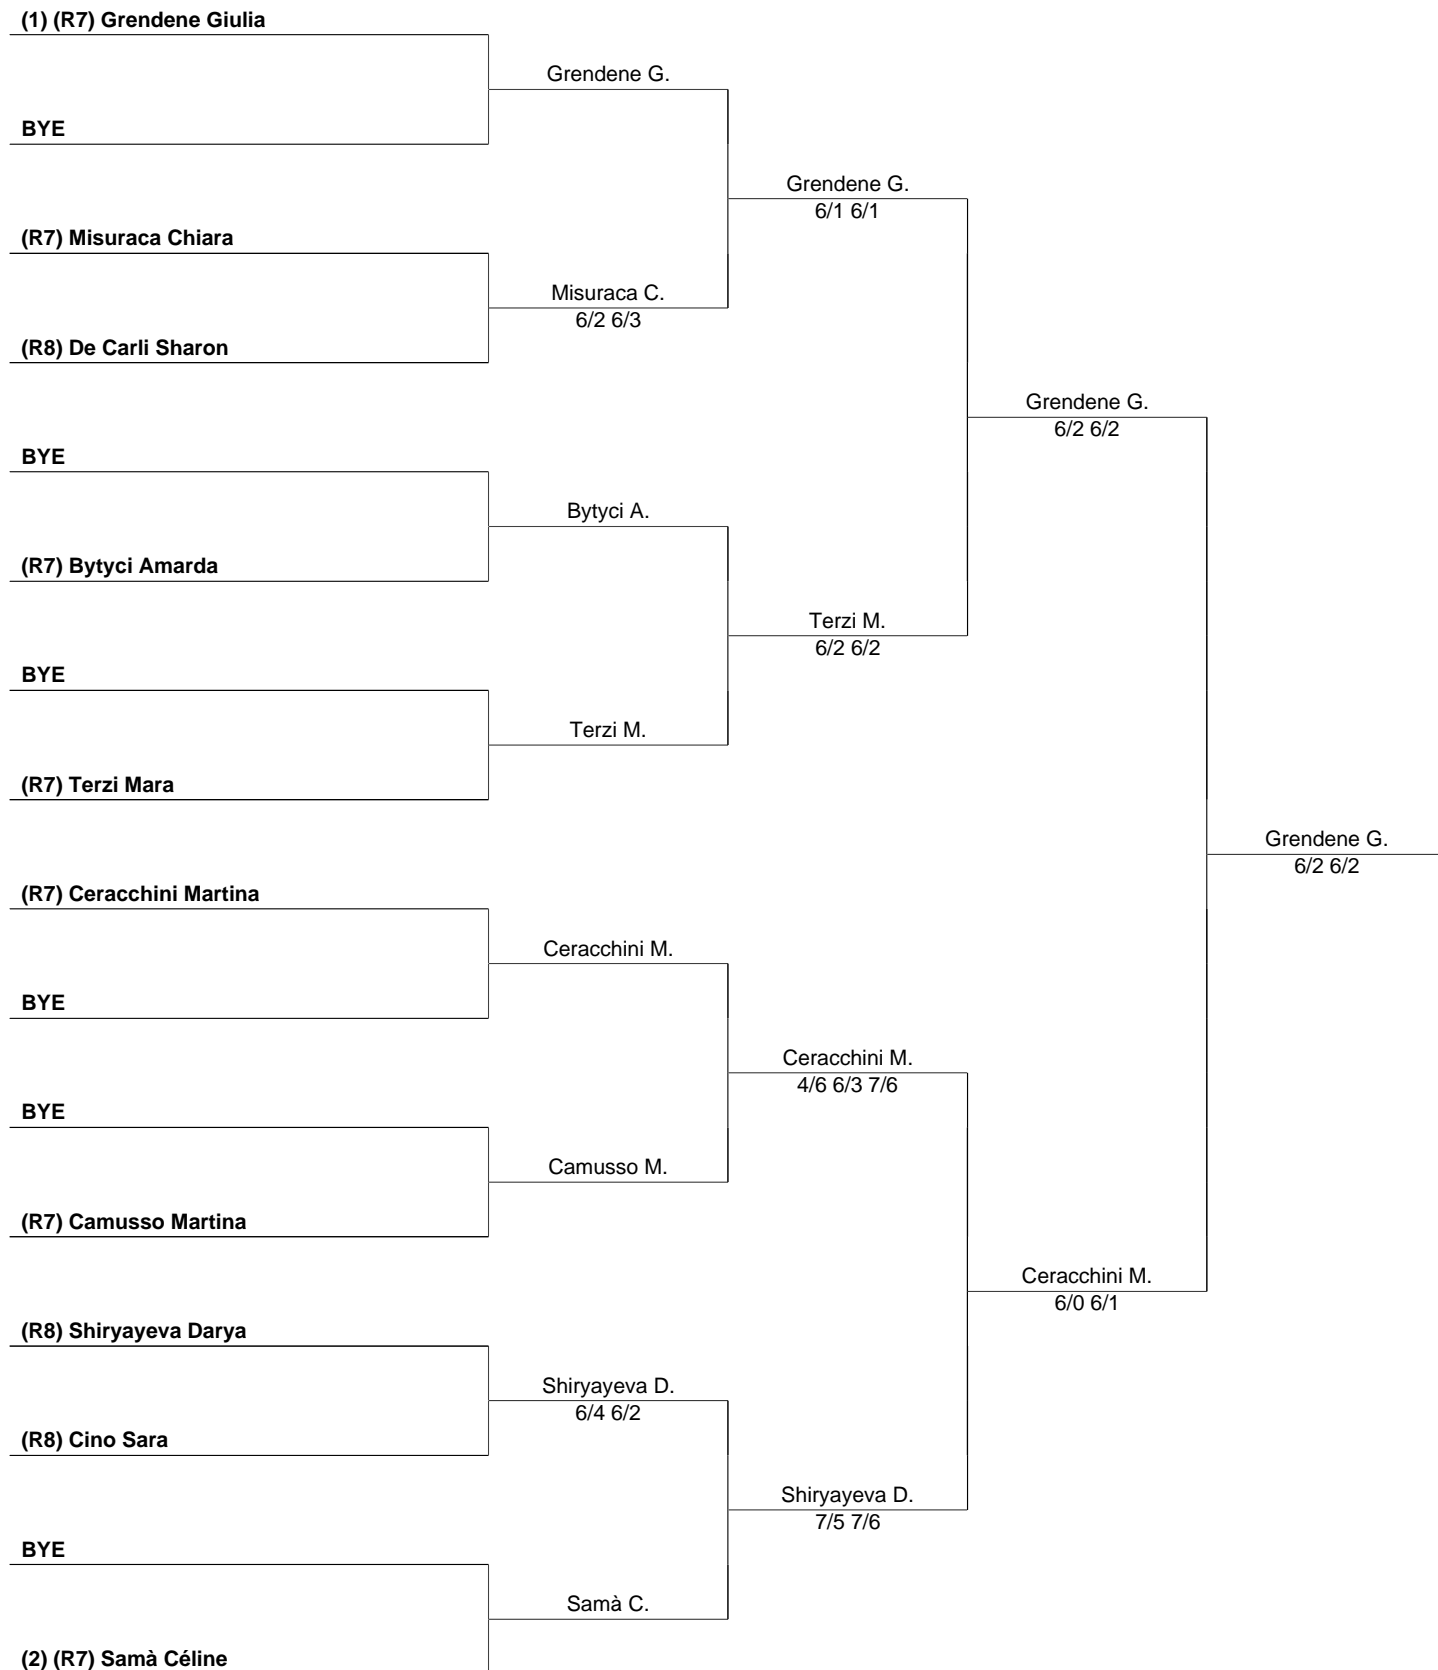 (1) (R7) Grendene Giulia
Grendene G.
BYE
Grendene G.
6/1 6/1
(R7) Misuraca Chiara
Misuraca C.
6/2 6/3
(R8) De Carli Sharon
Grendene G.
6/2 6/2
BYE
Bytyci A.
(R7) Bytyci Amarda
Terzi M.
6/2 6/2
BYE
Terzi M.
(R7) Terzi Mara
Grendene G.
6/2 6/2
(R7) Ceracchini Martina
Ceracchini M.
BYE
Ceracchini M.
4/6 6/3 7/6
BYE
Camusso M.
(R7) Camusso Martina
Ceracchini M.
6/0 6/1
(R8) Shiryayeva Darya
Shiryayeva D.
6/4 6/2
(R8) Cino Sara
Shiryayeva D.
7/5 7/6
BYE
Samà C.
(2) (R7) Samà Céline